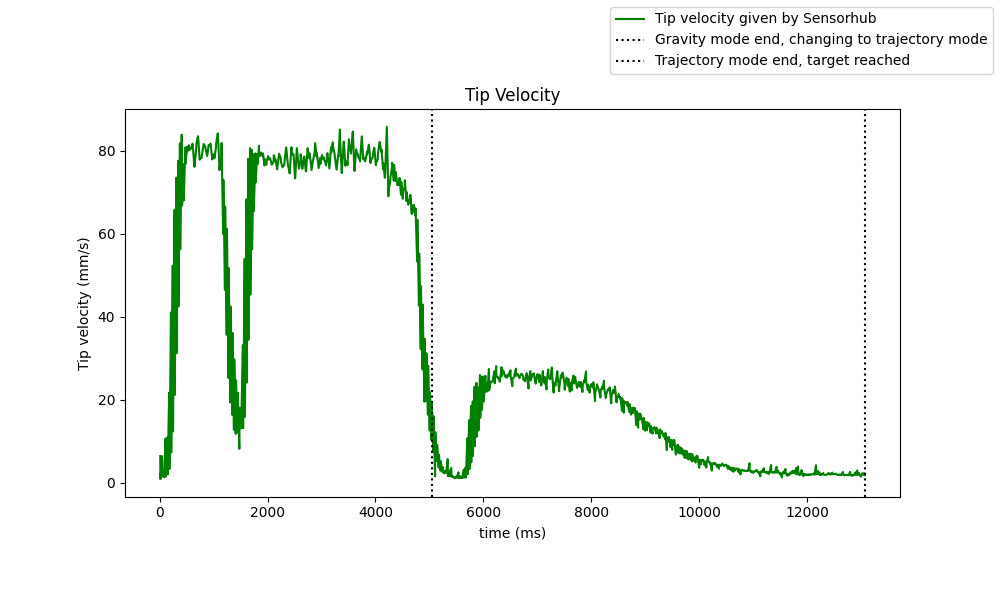 Tip velocity given by Sensorhub
Gravity mode end, changing to trajectory mode
Trajectory mode end, target reached
Tip Velocity
80
60
40
20
0
Tip velocity (mm/s)
0 2000 4000 6000 8000 10000 12000
time (ms)